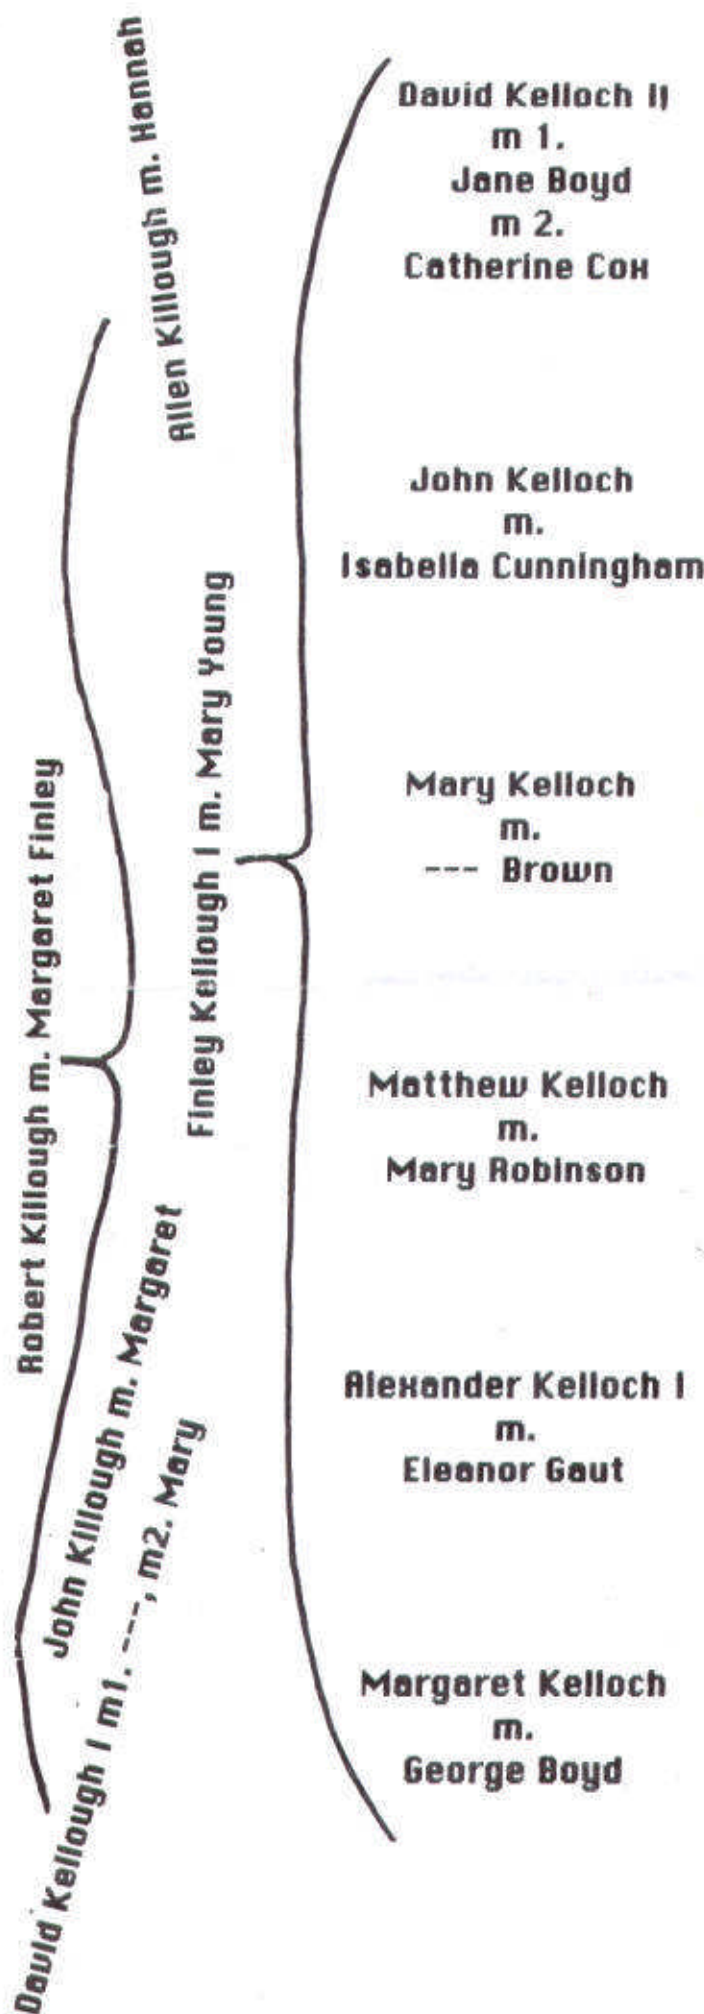 Robert Killough m. Margaret Finley
Allen Killough m. Hannah
Finley Kellough I m. Mary Young
John Killough m. Margaret
David Kellough I m1. ---, m2. Mary
David Kelloch II
m 1.
Jane Boyd
m 2.
Catherine Cox
John Kelloch
m.
Isabella Cunningham
Mary Kelloch
m.
--- Brown
Matthew Kelloch
m.
Mary Robinson
Alexander Kelloch I
m.
Eleanor Gaut
Margaret Kelloch
m.
George Boyd